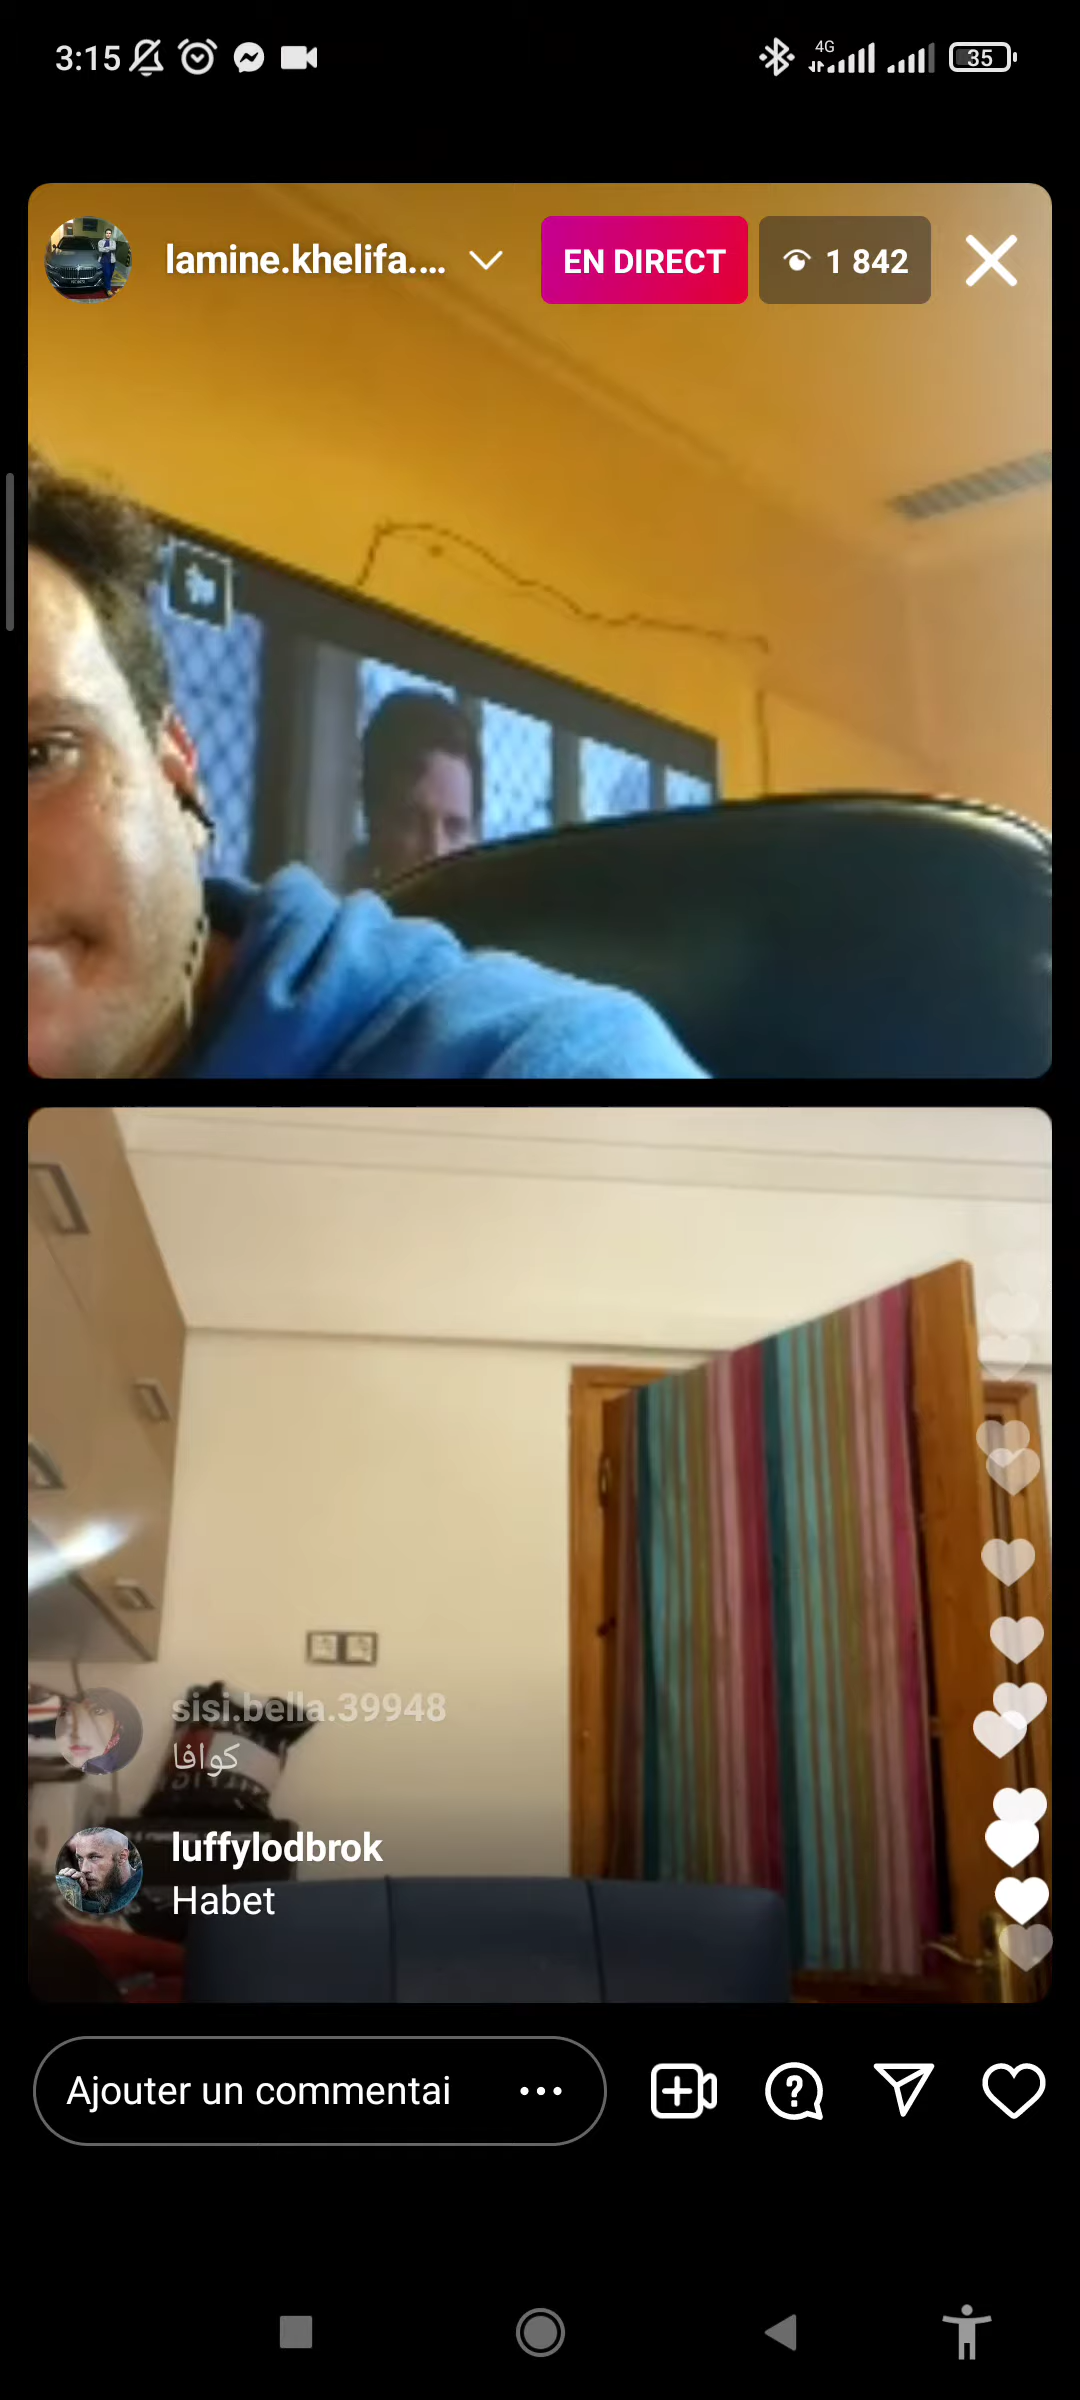 3:15
4G
35
lamine.khelifa....
EN DIRECT
1 842
sisi.bella.39948
كوافا
luffylodbrok
Habet
Ajouter un commentai